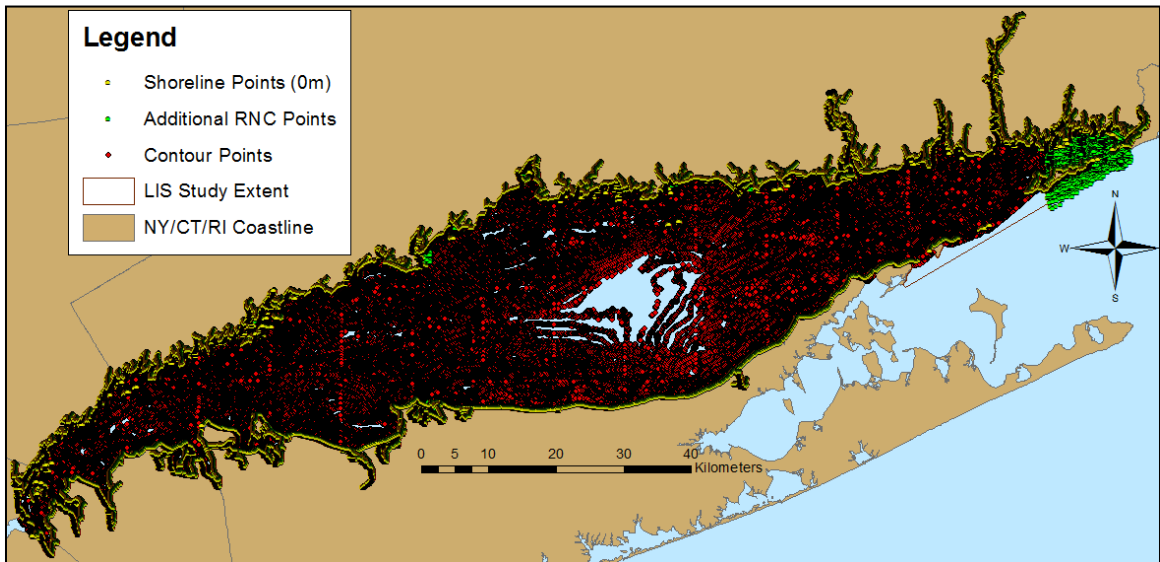 Legend
Shoreline Points (0m)
Additional RNC Points
Contour Points
LIS Study Extent
NY/CT/RI Coastline
N
W
E
S
0 5 10 20 30 40
Kilometers